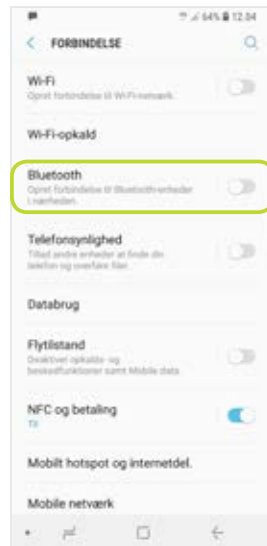 64% 12.04
FORBINDELSE
Wi-Fi
Opret forbindelse til Wi-Fi-netværk.
Wi-Fi-opkald
Bluetooth
Opret forbindelse til Bluetooth-enheder
i nærheden.
Telefonsynlighed
Tillad andre enheder at finde din
telefon og overføre filer.
Databrug
Flytilstand
Deaktiver opkalds- og
beskedfunktioner samt Mobile data.
NFC og betaling
Til
Mobilt hotspot og internetdel.
Mobile netværk